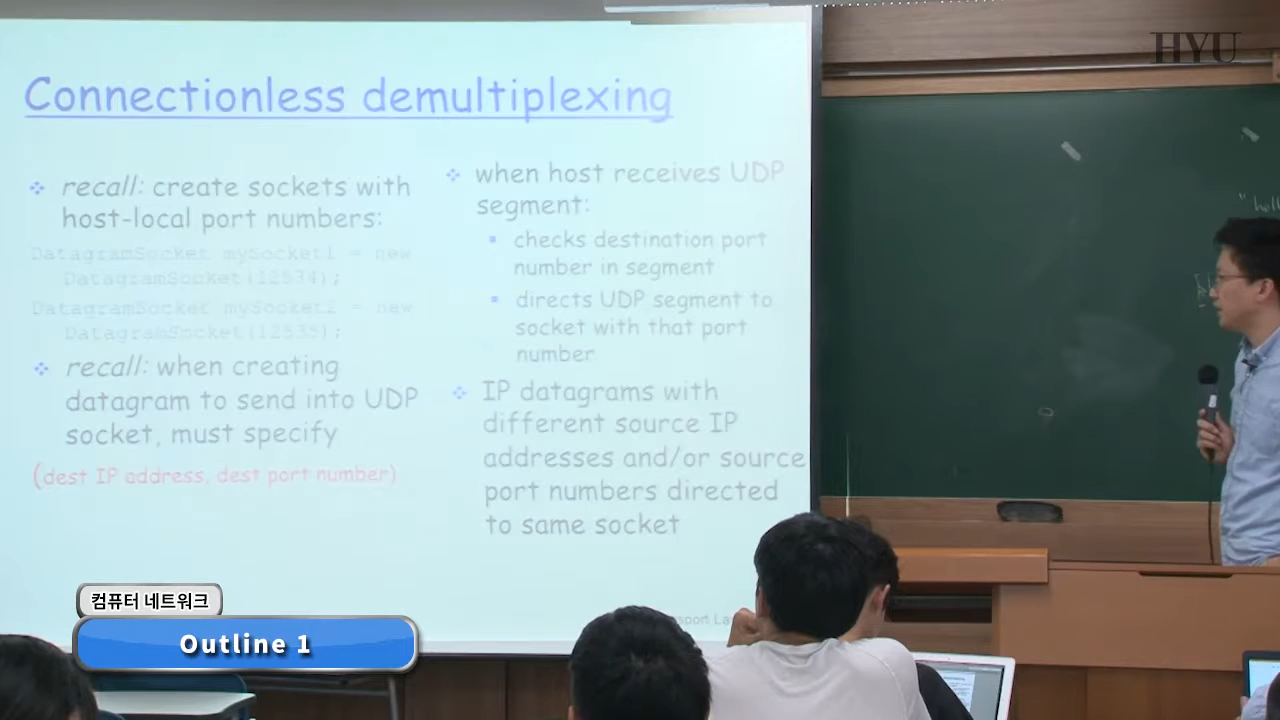 HYU
Connectionless demultiplexing
recall: create sockets with
host-local port numbers:
DatagramSocket mySocket1 = new
DatagramSocket(12534);
DatagramSocket mySocket2 = new
DatagramSocket(12535);
recall: when creating
datagram to send into UDP
socket, must specify
(dest IP address, dest port number)
when host receives UDP
segment:
checks destination port
number in segment
directs UDP segment to
socket with that port
number
IP datagrams with
different source IP
addresses and/or source
port numbers directed
to same socket
컴퓨터 네트워크
Outline 1